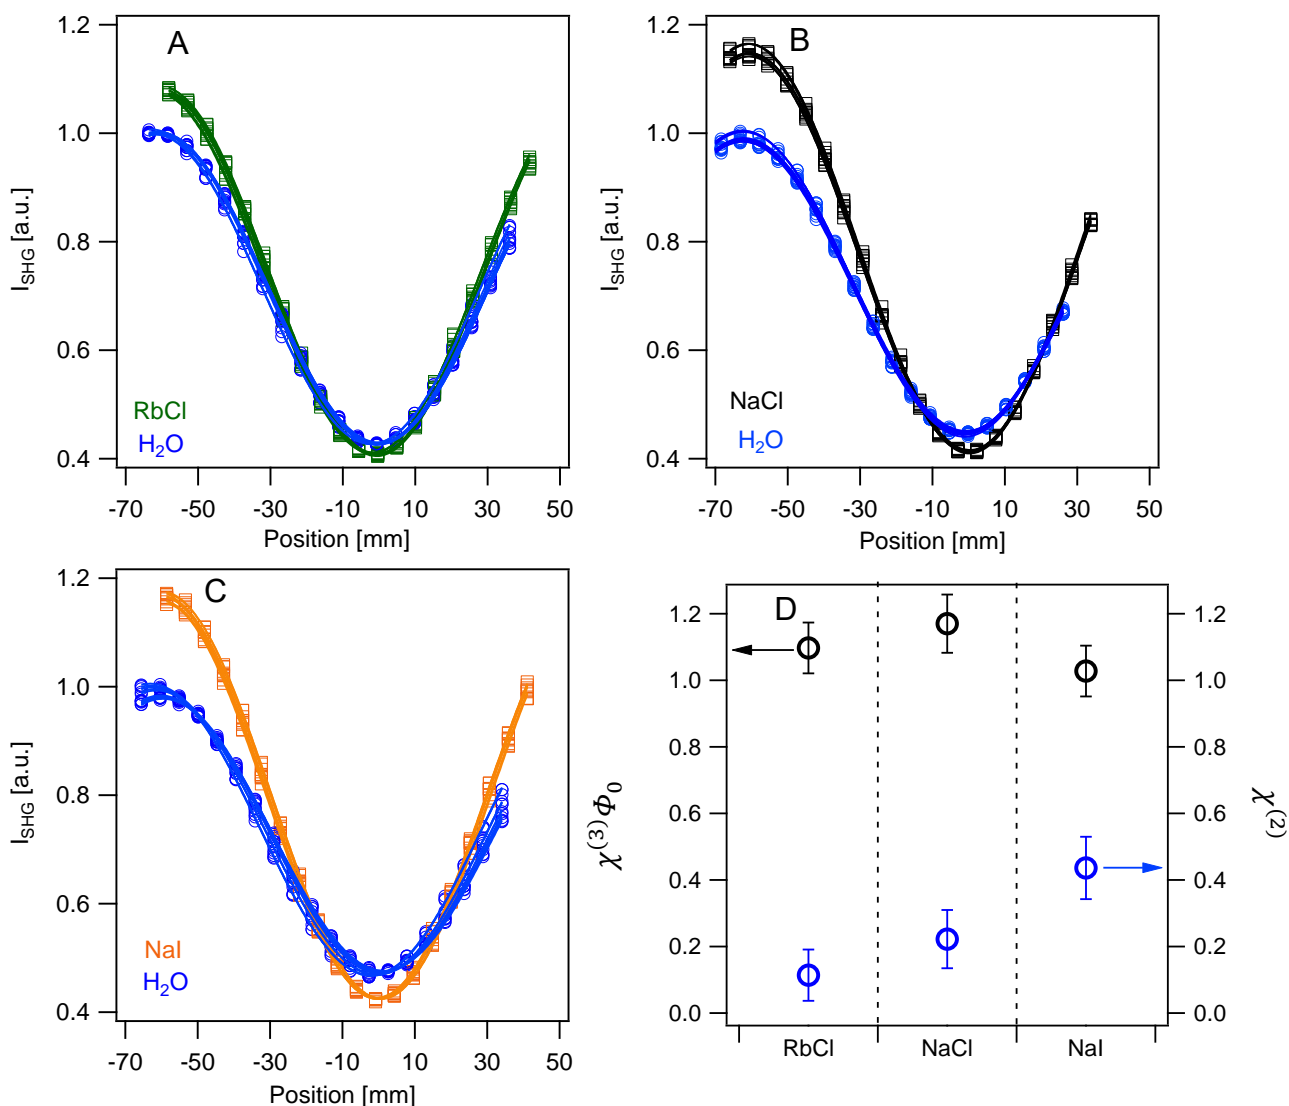 A
1.2
1.0
0.8
0.6
0.4
I_SHG [a.u.]
RbCl
H₂O
-70 -50 -30 -10 10 30 50
Position [mm]
B
1.2
1.0
0.8
0.6
0.4
I_SHG [a.u.]
NaCl
H₂O
-70 -50 -30 -10 10 30 50
Position [mm]
C
1.2
1.0
0.8
0.6
0.4
I_SHG [a.u.]
NaI
H₂O
-70 -50 -30 -10 10 30 50
Position [mm]
D
1.2
1.0
0.8
0.6
0.4
0.2
0.0
χ⁽³⁾Φ₀
1.2
1.0
0.8
0.6
0.4
0.2
0.0
χ⁽²⁾
RbCl NaCl NaI